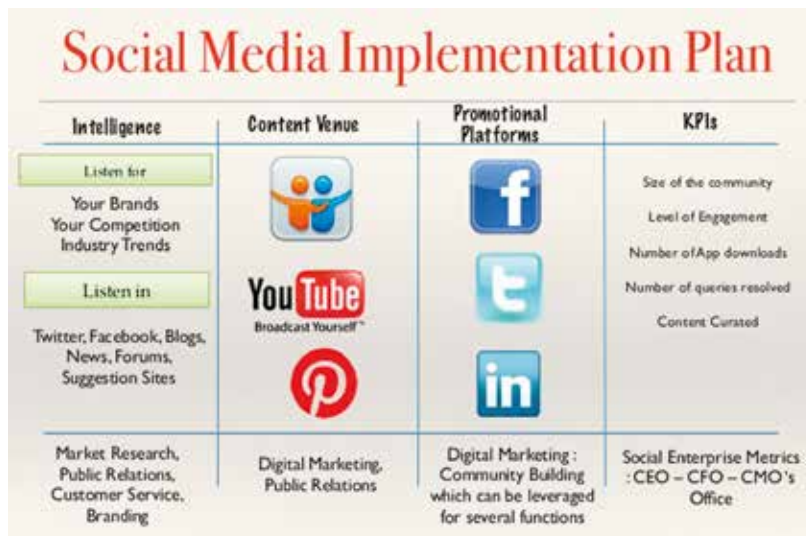 Social Media Implementation Plan
Intelligence
Content Venue
Promotional
Platforms
KPIs
Listen for
Your Brands
Your Competition
Industry Trends
Listen in
Twitter, Facebook, Blogs,
News, Forums,
Suggestion Sites
You Tube
Broadcast Yourself™
f
t
in
Size of the community
Level of Engagement
Number of App downloads
Number of queries resolved
Content Curated
Market Research,
Public Relations,
Customer Service,
Branding
Digital Marketing,
Public Relations
Digital Marketing :
Community Building
which can be leveraged
for several functions
Social Enterprise Metrics
: CEO – CFO – CMO's
Office